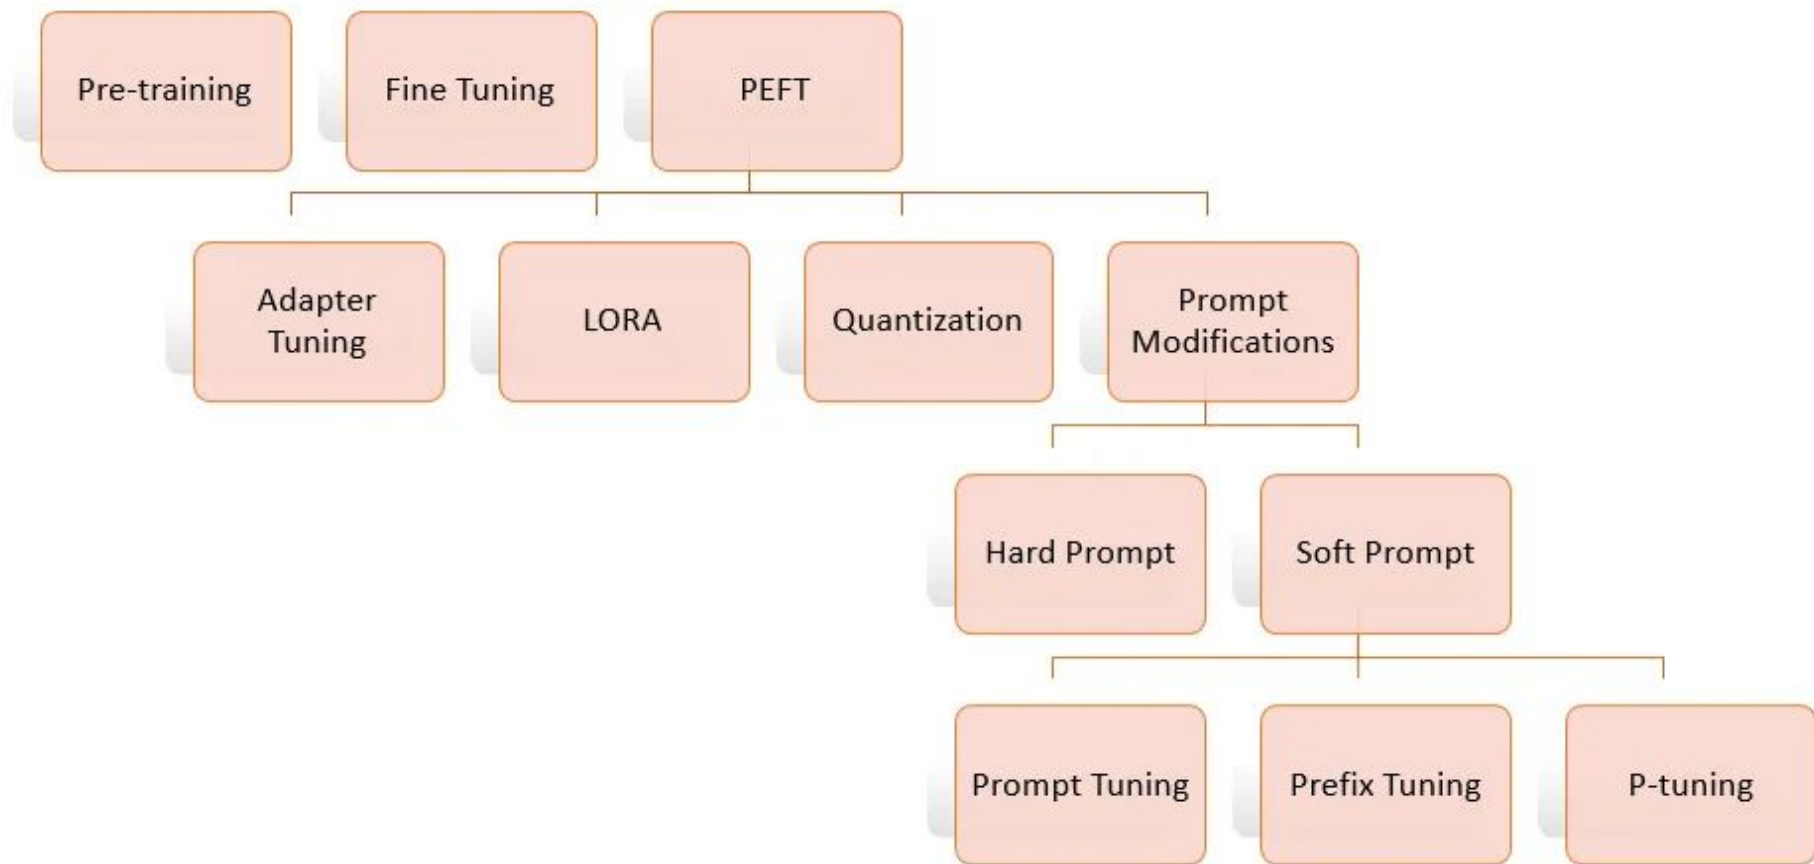 Pre-training
Fine Tuning
PEFT
Adapter
Tuning
LORA
Quantization
Prompt
Modifications
Hard Prompt
Soft Prompt
Prompt Tuning
Prefix Tuning
P-tuning